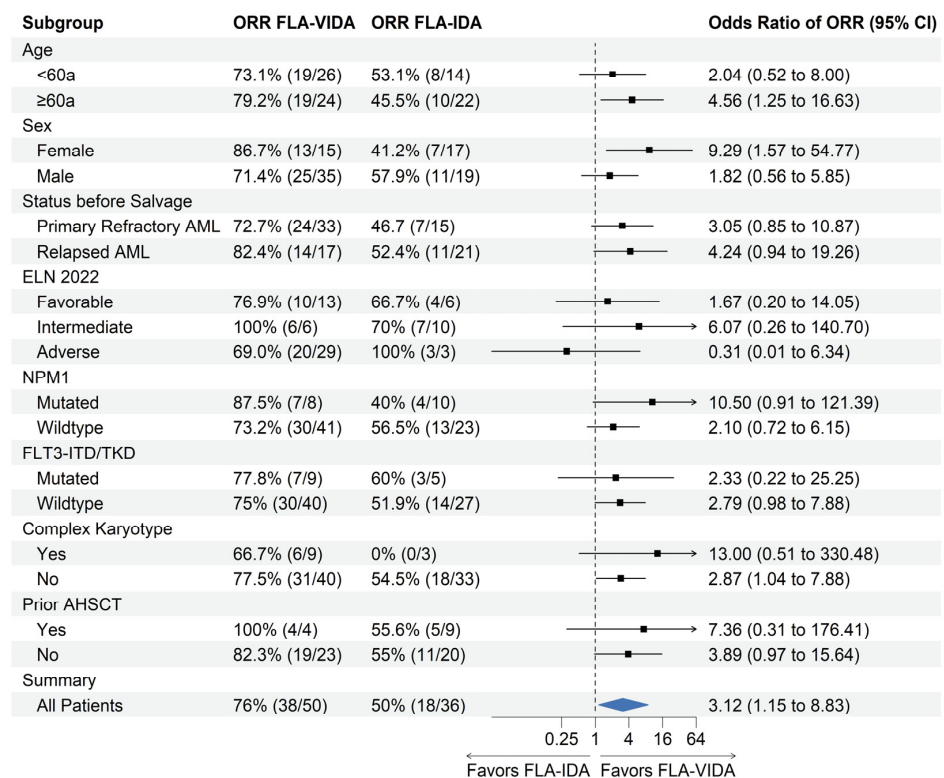 Subgroup ORR FLA-VIDA ORR FLA-IDA Odds Ratio of ORR (95% CI)
Age
<60a 73.1% (19/26) 53.1% (8/14) 2.04 (0.52 to 8.00)
≥60a 79.2% (19/24) 45.5% (10/22) 4.56 (1.25 to 16.63)
Sex
Female 86.7% (13/15) 41.2% (7/17) 9.29 (1.57 to 54.77)
Male 71.4% (25/35) 57.9% (11/19) 1.82 (0.56 to 5.85)
Status before Salvage
Primary Refractory AML 72.7% (24/33) 46.7 (7/15) 3.05 (0.85 to 10.87)
Relapsed AML 82.4% (14/17) 52.4% (11/21) 4.24 (0.94 to 19.26)
ELN 2022
Favorable 76.9% (10/13) 66.7% (4/6) 1.67 (0.20 to 14.05)
Intermediate 100% (6/6) 70% (7/10) 6.07 (0.26 to 140.70)
Adverse 69.0% (20/29) 100% (3/3) 0.31 (0.01 to 6.34)
NPM1
Mutated 87.5% (7/8) 40% (4/10) 10.50 (0.91 to 121.39)
Wildtype 73.2% (30/41) 56.5% (13/23) 2.10 (0.72 to 6.15)
FLT3-ITD/TKD
Mutated 77.8% (7/9) 60% (3/5) 2.33 (0.22 to 25.25)
Wildtype 75% (30/40) 51.9% (14/27) 2.79 (0.98 to 7.88)
Complex Karyotype
Yes 66.7% (6/9) 0% (0/3) 13.00 (0.51 to 330.48)
No 77.5% (31/40) 54.5% (18/33) 2.87 (1.04 to 7.88)
Prior AHSCT
Yes 100% (4/4) 55.6% (5/9) 7.36 (0.31 to 176.41)
No 82.3% (19/23) 55% (11/20) 3.89 (0.97 to 15.64)
Summary
All Patients 76% (38/50) 50% (18/36) 3.12 (1.15 to 8.83)
0.25 1 4 16 64
Favors FLA-IDA Favors FLA-VIDA